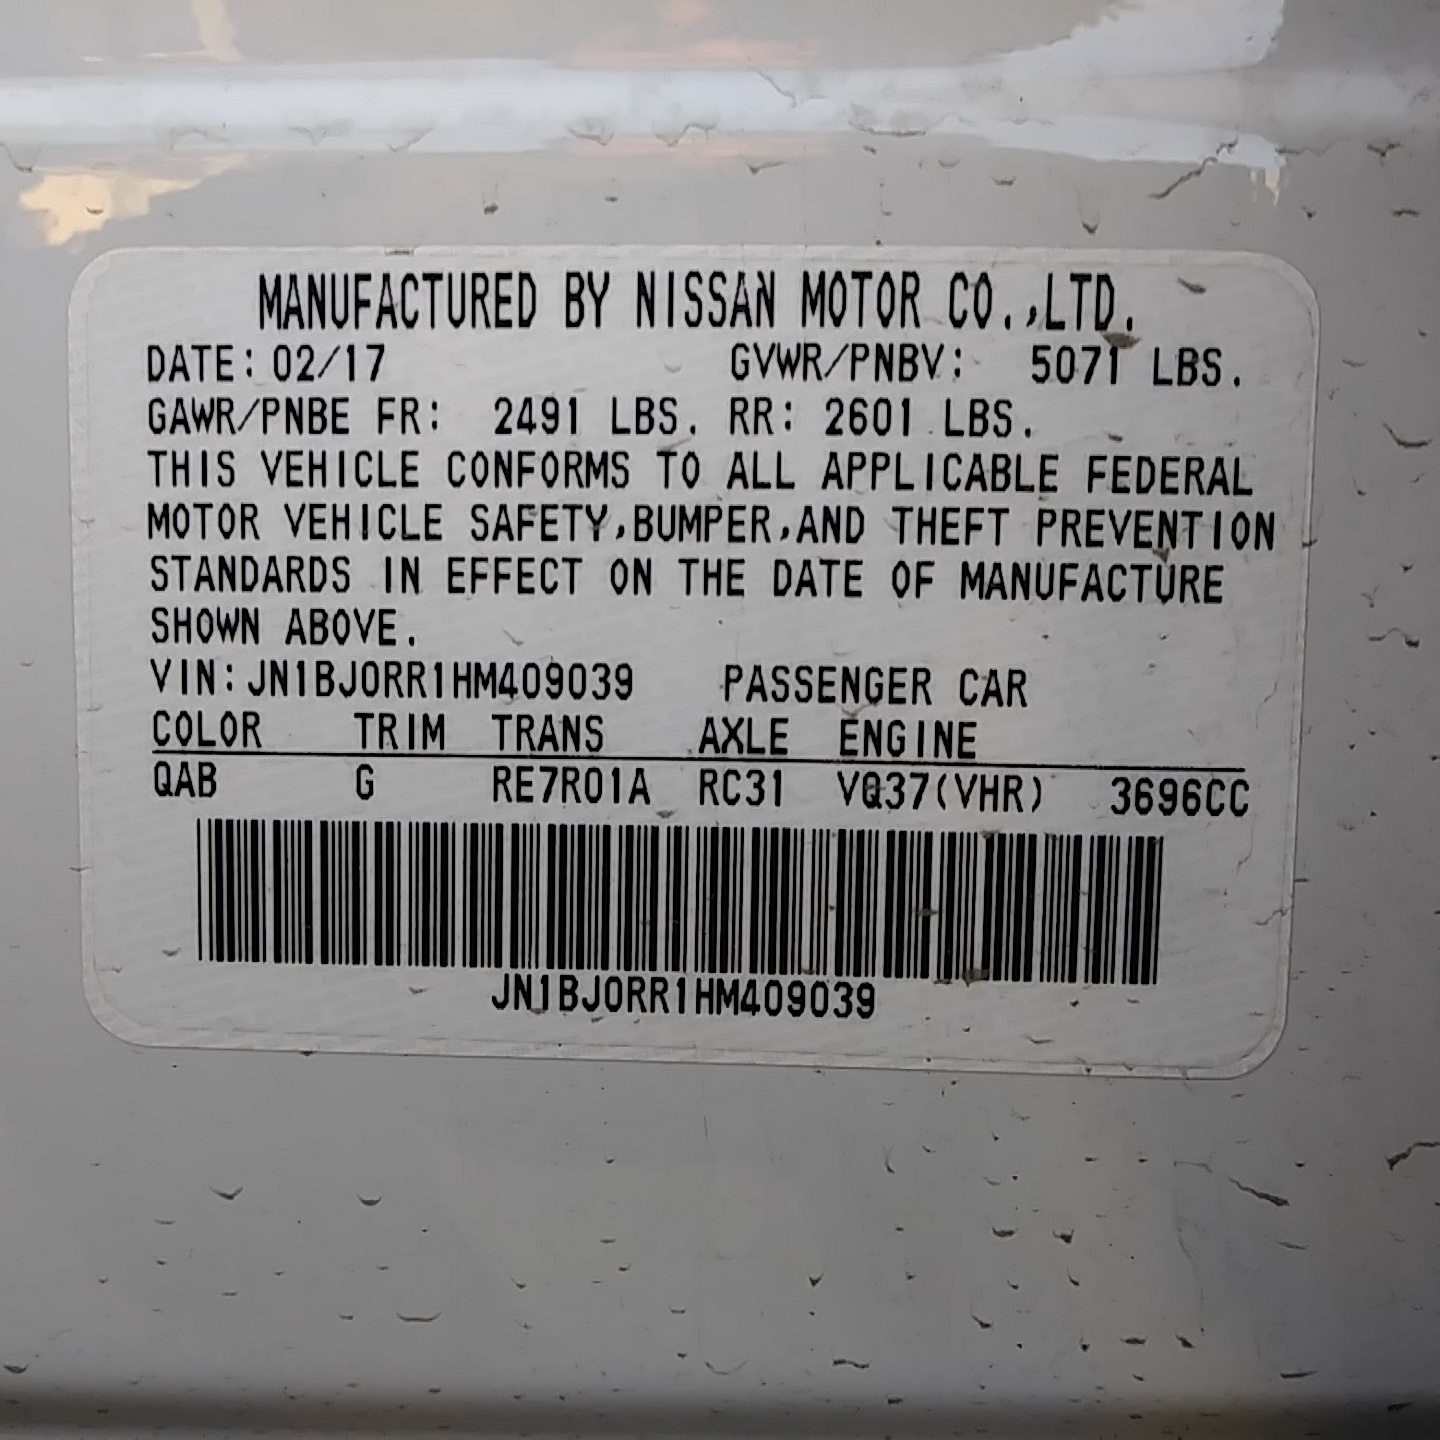 MANUFACTURED BY NISSAN MOTOR CO.,LTD.
DATE: 02/17 GVWR/PNBV: 5071 LBS.
GAWR/PNBE FR: 2491 LBS. RR: 2601 LBS.
THIS VEHICLE CONFORMS TO ALL APPLICABLE FEDERAL
MOTOR VEHICLE SAFETY,BUMPER,AND THEFT PREVENTION
STANDARDS IN EFFECT ON THE DATE OF MANUFACTURE
SHOWN ABOVE.
VIN:JN1BJ0RR1HM409039 PASSENGER CAR
COLOR TRIM TRANS AXLE ENGINE
QAB G RE7R01A RC31 VQ37(VHR) 3696CC
JN1BJ0RR1HM409039